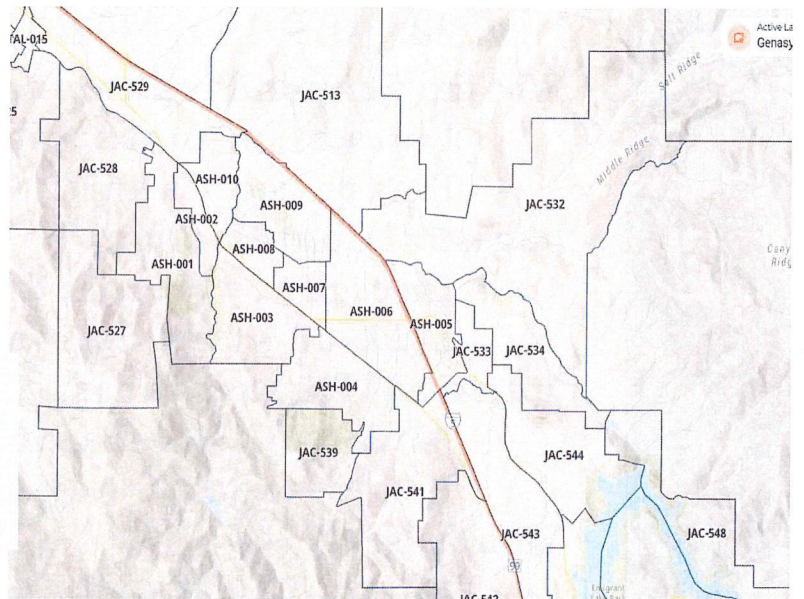 TAL-015
Active La
Genasy
JAC-529
JAC-513
Salt Ridge
JAC-528
ASH-010
Middle Ridge
ASH-009
JAC-532
ASH-002
ASH-008
ASH-001
ASH-007
ASH-003
ASH-006
ASH-005
JAC-527
JAC-533
JAC-534
ASH-004
5
JAC-539
JAC-544
JAC-541
JAC-543
JAC-548
99
Emigrant